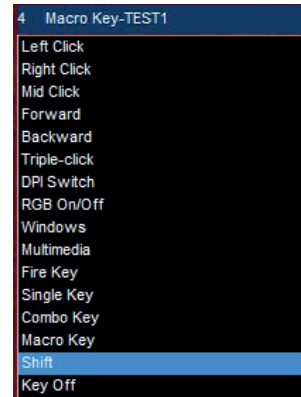 4 Macro Key-TEST1
Left Click
Right Click
Mid Click
Forward
Backward
Triple-click
DPI Switch
RGB On/Off
Windows
Multimedia
Fire Key
Single Key
Combo Key
Macro Key
Shift
Key Off